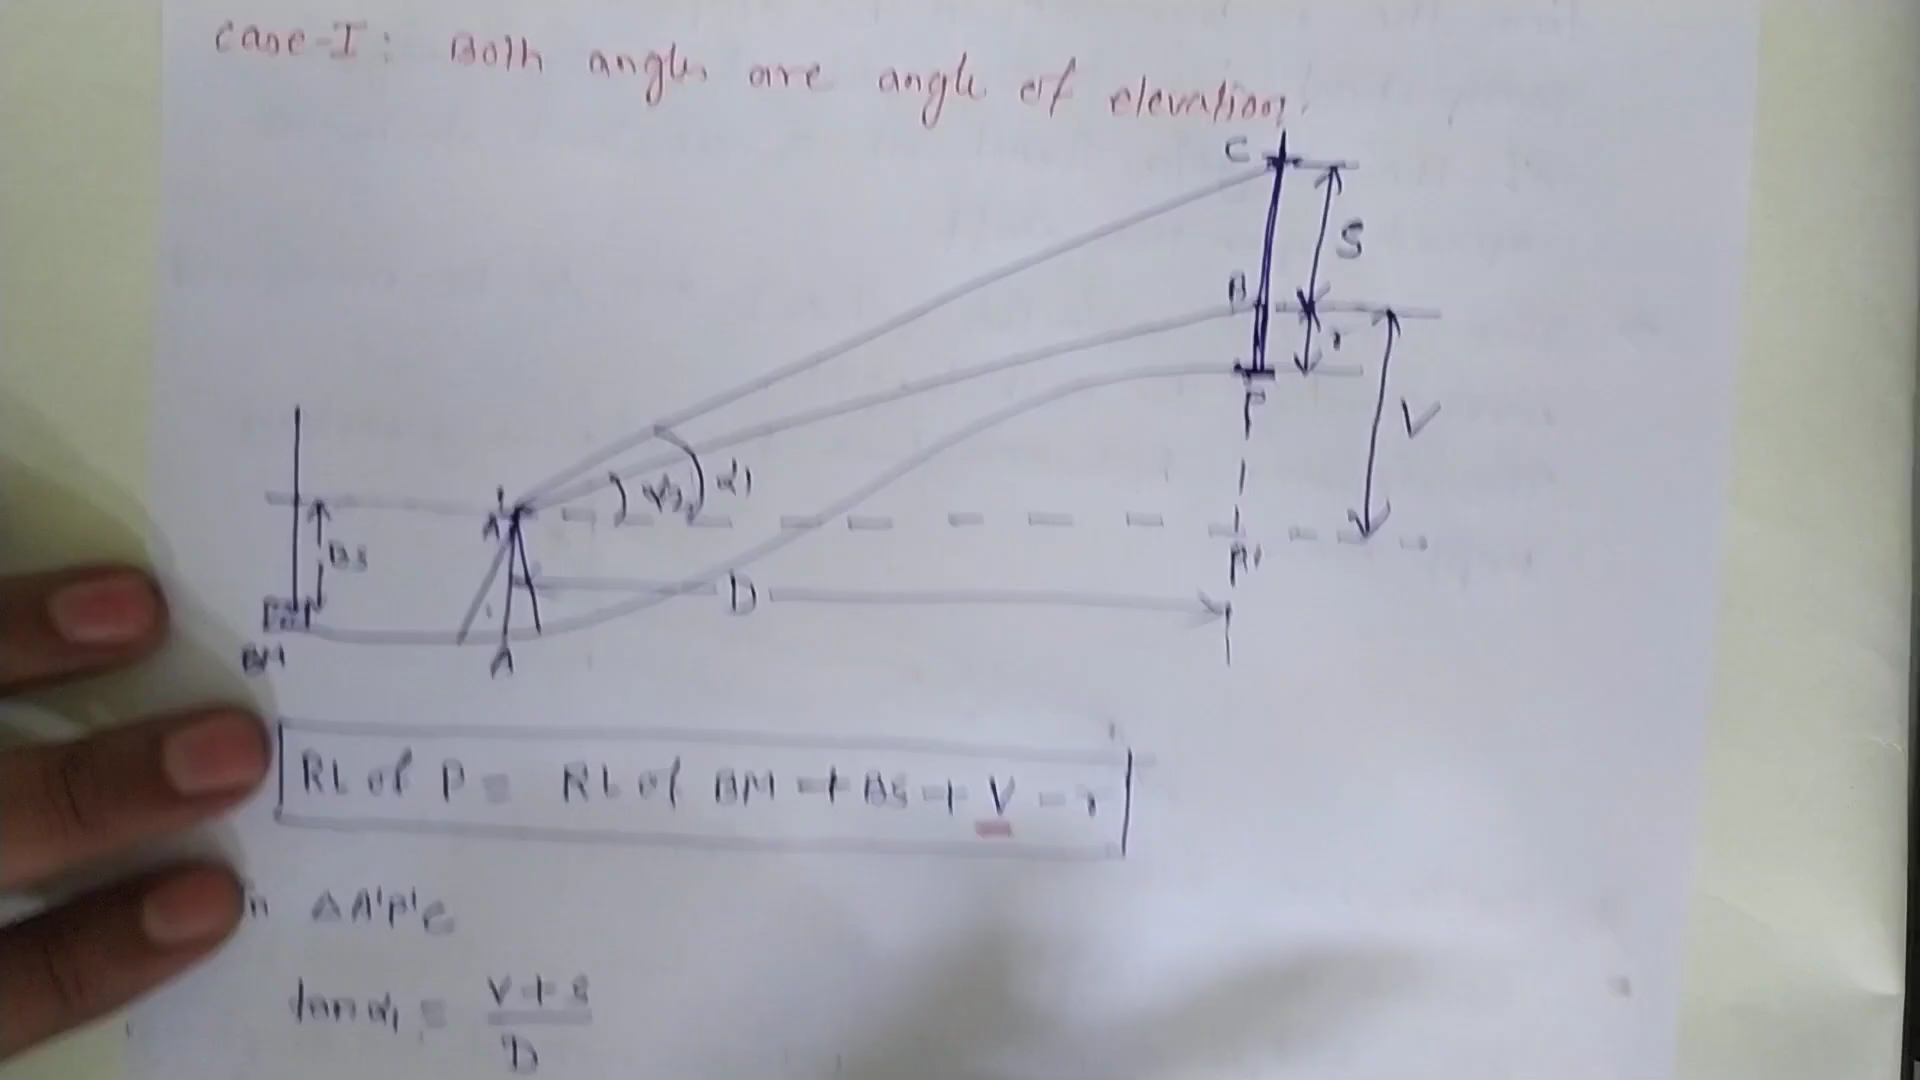 case-I: Both angles are angle of elevation.
C
S
B
r
P
V
α2
α1
A'
BS
P'
D
BM
A
RL of P = RL of BM + BS + V - r
In ΔA'P'C
tan α1 = V+S
D